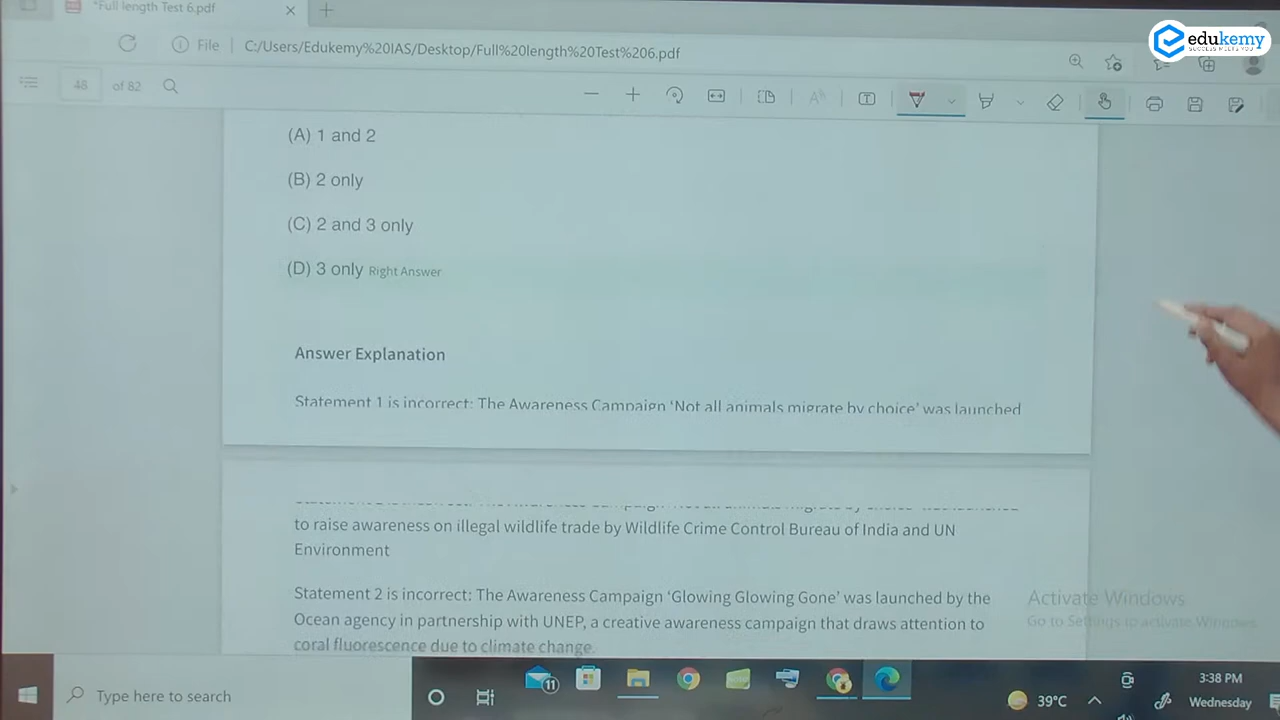 *Full length Test 6.pdf
edukemy
SUCCESS MEETS YOU
File C:/Users/Edukemy%20IAS/Desktop/Full%20length%20Test%206.pdf
46 of 82
(A) 1 and 2
(B) 2 only
(C) 2 and 3 only
(D) 3 only Right Answer
Answer Explanation
Statement 1 is incorrect: The Awareness Campaign ‘Not all animals migrate by choice’ was launched
to raise awareness on illegal wildlife trade by Wildlife Crime Control Bureau of India and UN
Environment
Statement 2 is incorrect: The Awareness Campaign ‘Glowing Glowing Gone’ was launched by the
Ocean agency in partnership with UNEP, a creative awareness campaign that draws attention to
coral fluorescence due to climate change.
Activate Windows
Go to Settings to activate Windows.
Type here to search
11
39°C
3:38 PM
Wednesday